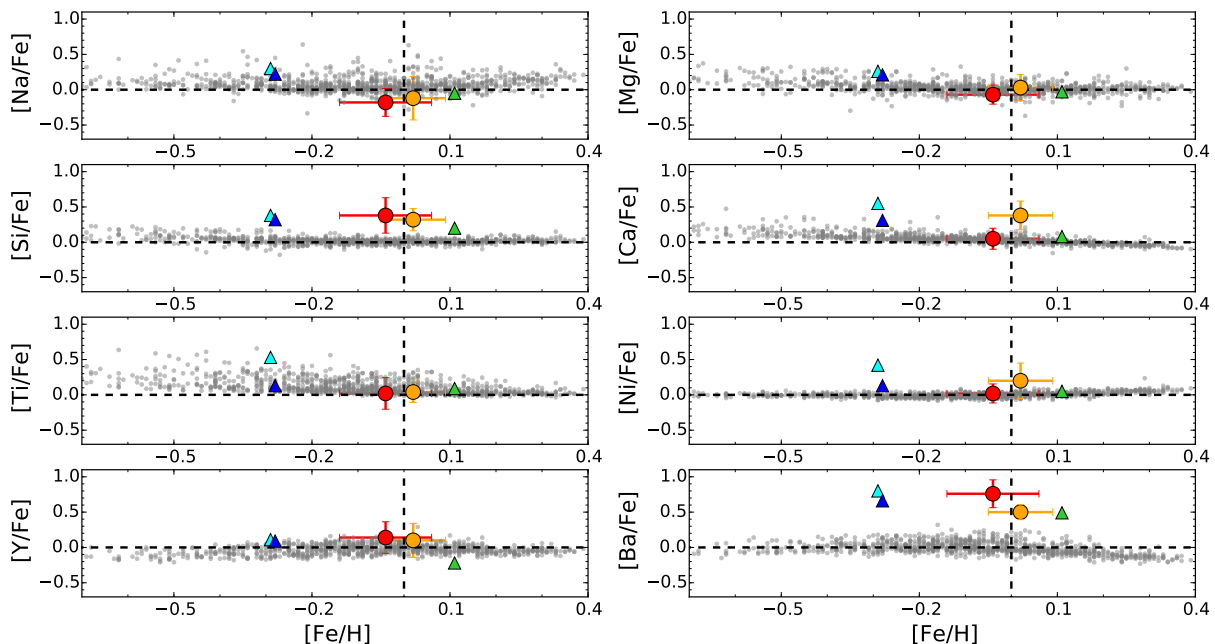 1.0 0.5 0.0 −0.5 [Na/Fe] −0.5 −0.2 0.1 0.4
1.0 0.5 0.0 −0.5 [Mg/Fe] −0.5 −0.2 0.1 0.4
1.0 0.5 0.0 −0.5 [Si/Fe] −0.5 −0.2 0.1 0.4
1.0 0.5 0.0 −0.5 [Ca/Fe] −0.5 −0.2 0.1 0.4
1.0 0.5 0.0 −0.5 [Ti/Fe] −0.5 −0.2 0.1 0.4
1.0 0.5 0.0 −0.5 [Ni/Fe] −0.5 −0.2 0.1 0.4
1.0 0.5 0.0 −0.5 [Y/Fe] −0.5 −0.2 0.1 0.4
[Fe/H]
1.0 0.5 0.0 −0.5 [Ba/Fe] −0.5 −0.2 0.1 0.4
[Fe/H]